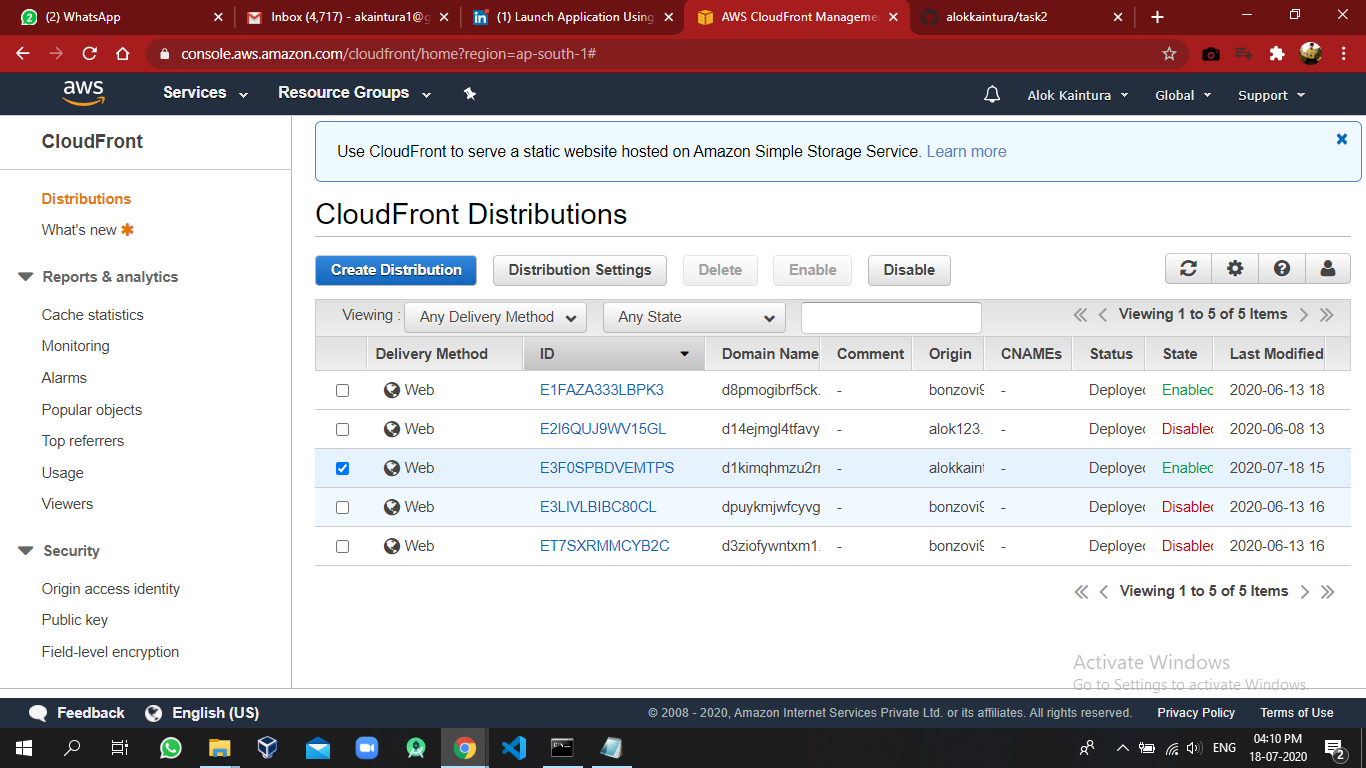 (2) WhatsApp
Inbox (4,717) - akaintura1@g
(1) Launch Application Using
AWS CloudFront Manageme
alokkaintura/task2
console.aws.amazon.com/cloudfront/home?region=ap-south-1#
aws Services Resource Groups Alok Kaintura Global Support
CloudFront
Distributions
What's new
Reports & analytics
Cache statistics
Monitoring
Alarms
Popular objects
Top referrers
Usage
Viewers
Security
Origin access identity
Public key
Field-level encryption
Use CloudFront to serve a static website hosted on Amazon Simple Storage Service. Learn more
CloudFront Distributions
Create Distribution Distribution Settings Delete Enable Disable
Viewing : Any Delivery Method Any State Viewing 1 to 5 of 5 Items
Delivery Method ID Domain Name Comment Origin CNAMEs Status State Last Modified
Web E1FAZA333LBPK3 d8pmogibrf5ck. - bonzovi9 - Deploye Enabled 2020-06-13 18
Web E2I6QUJ9WV15GL d14ejmgl4tfavy - alok123. - Deploye Disabled 2020-06-08 13
Web E3F0SPBDVEMTPS d1kimqhmzu2rr - alokkaint - Deploye Enabled 2020-07-18 15
Web E3LIVLBIBC80CL dpuykmjwfcyvg - bonzovi9 - Deploye Disabled 2020-06-13 16
Web ET7SXRMMCYB2C d3ziofywntxm1. - bonzovi9 - Deploye Disabled 2020-06-13 16
Viewing 1 to 5 of 5 Items
Activate Windows
Go to Settings to activate Windows.
Feedback English (US) © 2008 - 2020, Amazon Internet Services Private Ltd. or its affiliates. All rights reserved. Privacy Policy Terms of Use
ENG
04:10 PM
18-07-2020
2